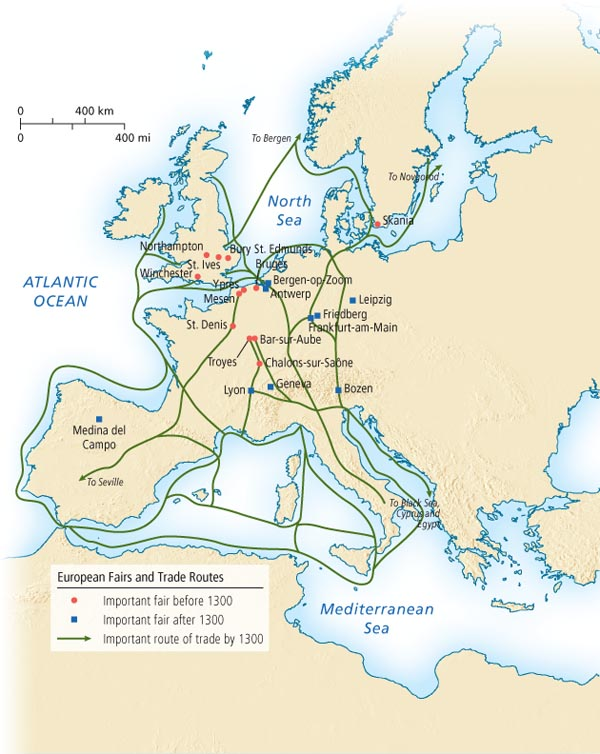 0 400 km
0 400 mi
To Bergen
To Novgorod
North
Sea
Skania
Northampton
Bury St. Edmunds
St. Ives
Bruges
Winchester
Bergen-op-Zoom
Ypres
Antwerp
Mesen
ATLANTIC
OCEAN
Leipzig
Friedberg
St. Denis
Frankfurt-am-Main
Bar-sur-Aube
Troyes
Chalons-sur-Saône
Geneva
Lyon
Bozen
Medina del
Campo
To Seville
To Black Sea,
Cyprus and
Egypt
European Fairs and Trade Routes
Important fair before 1300
Important fair after 1300
Important route of trade by 1300
Mediterranean
Sea